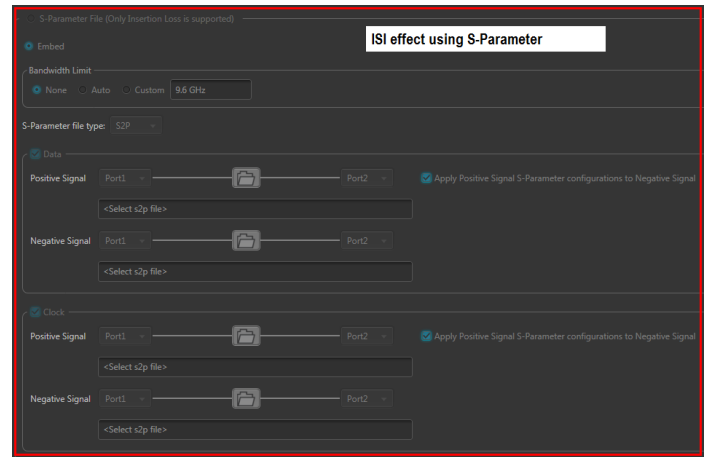 S-Parameter File (Only Insertion Loss is supported)
ISI effect using S-Parameter
Embed
Bandwidth Limit
None Auto Custom 9.6 GHz
S-Parameter file type: S2P
Data
Positive Signal Port1 Port2 Apply Positive Signal S-Parameter configurations to Negative Signal
<Select s2p file>
Negative Signal Port1 Port2
<Select s2p file>
Clock
Positive Signal Port1 Port2 Apply Positive Signal S-Parameter configurations to Negative Signal
<Select s2p file>
Negative Signal Port1 Port2
<Select s2p file>